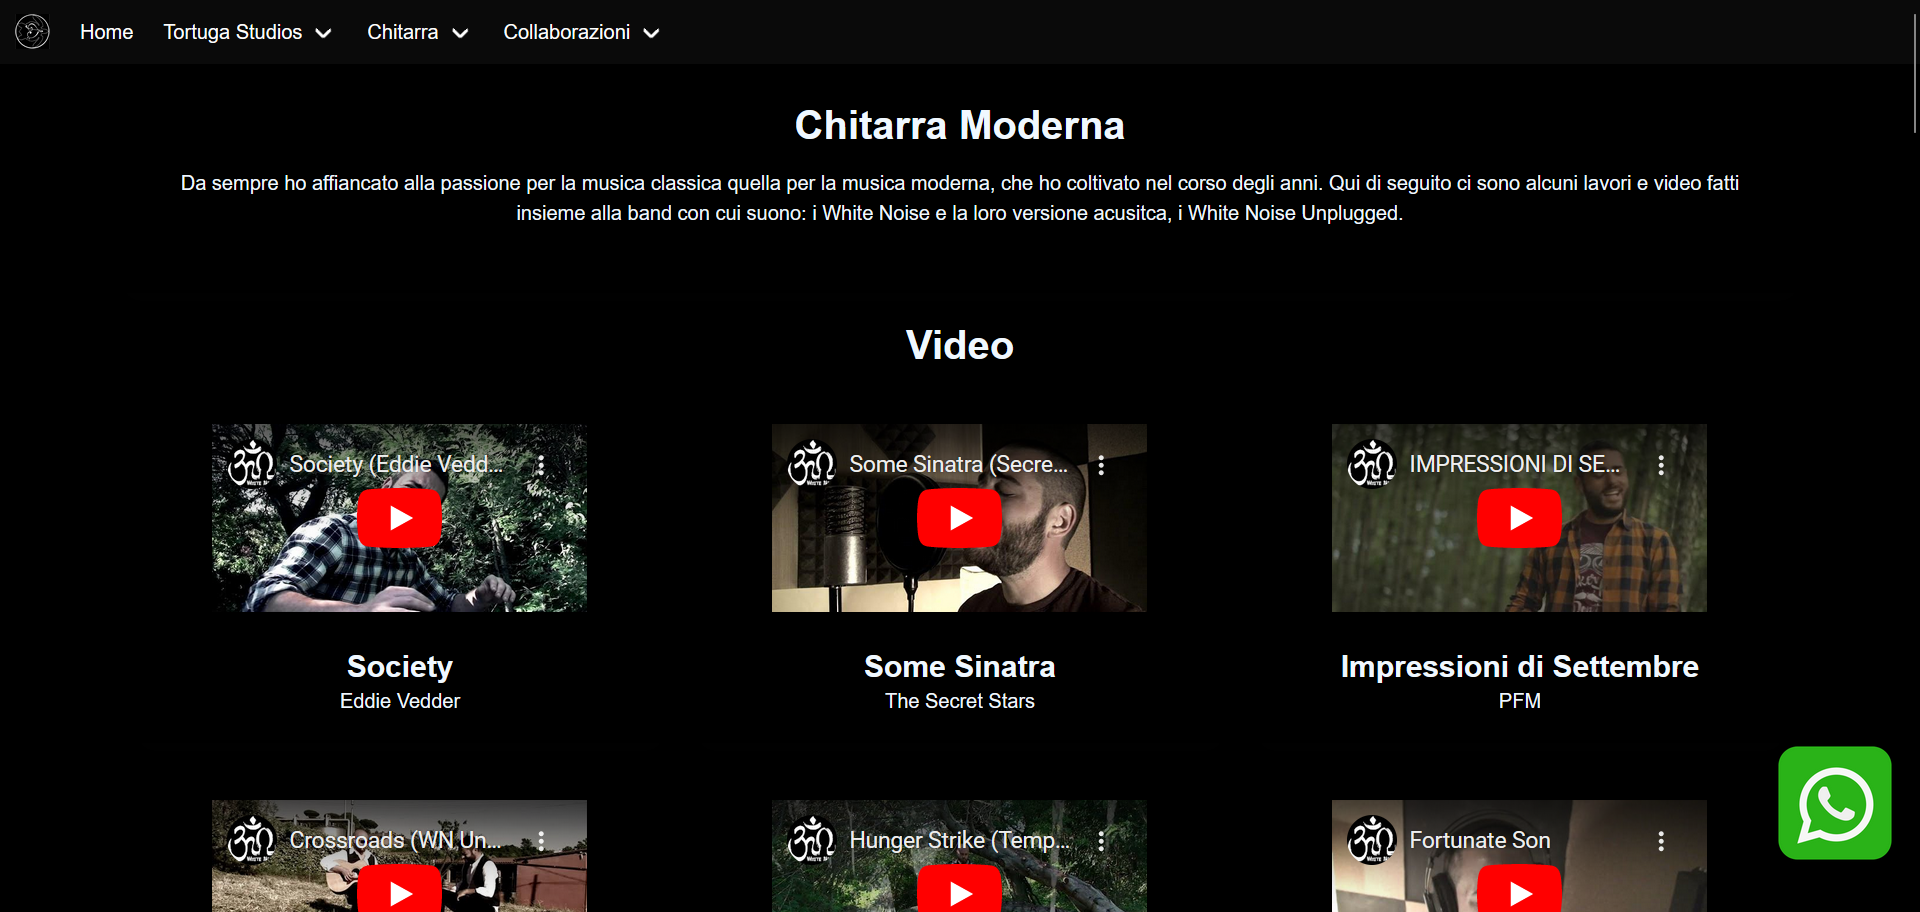 Home Tortuga Studios Chitarra Collaborazioni
Chitarra Moderna
Da sempre ho affiancato alla passione per la musica classica quella per la musica moderna, che ho coltivato nel corso degli anni. Qui di seguito ci sono alcuni lavori e video fatti
insieme alla band con cui suono: i White Noise e la loro versione acusitca, i White Noise Unplugged.
Video
Society (Eddie Vedd...
Some Sinatra (Secre...
IMPRESSIONI DI SE...
Society
Eddie Vedder
Some Sinatra
The Secret Stars
Impressioni di Settembre
PFM
Crossroads (WN Un...
Hunger Strike (Temp...
Fortunate Son